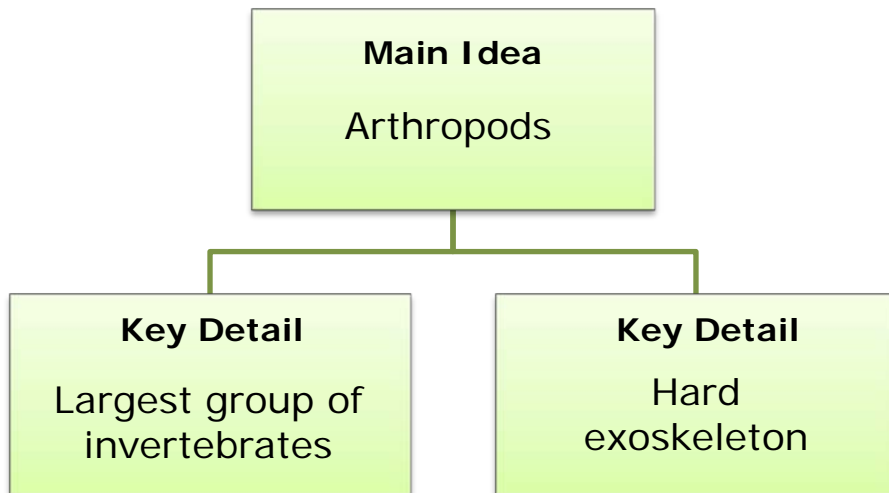 Main Idea
Arthropods
Key Detail
Largest group of
invertebrates
Key Detail
Hard
exoskeleton